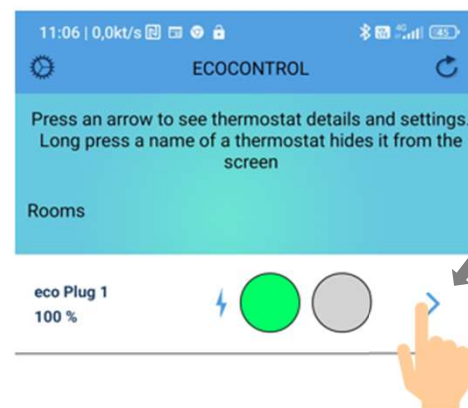 11:06 | 0,0kt/s
4G 45
ECOCONTROL
Press an arrow to see thermostat details and settings.
Long press a name of a thermostat hides it from the
screen
Rooms
eco Plug 1
100 %